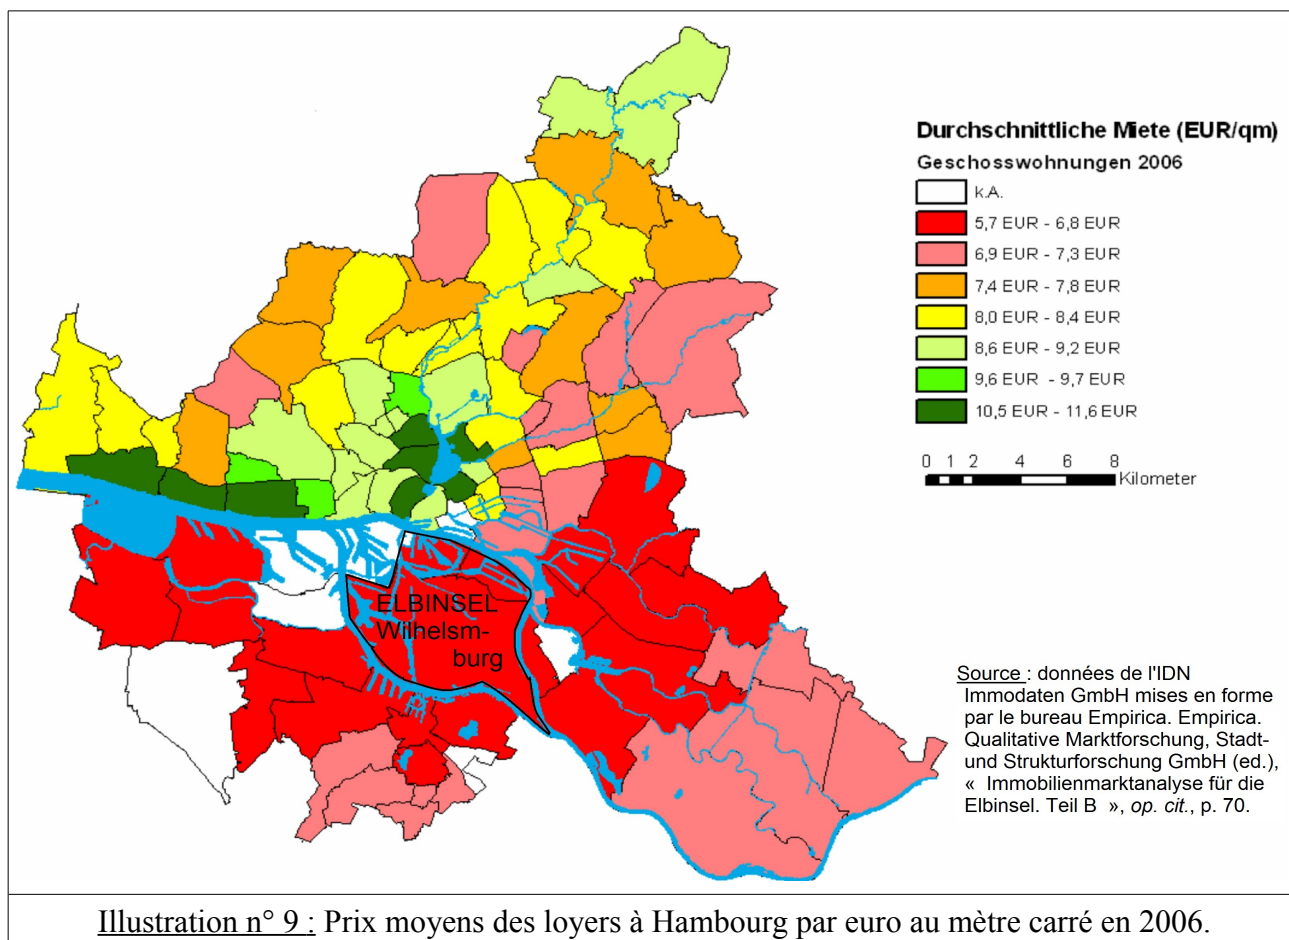 Durchschnittliche Miete (EUR/qm)
Geschosswohnungen 2006
k.A.
5,7 EUR - 6,8 EUR
6,9 EUR - 7,3 EUR
7,4 EUR - 7,8 EUR
8,0 EUR - 8,4 EUR
8,6 EUR - 9,2 EUR
9,6 EUR - 9,7 EUR
10,5 EUR - 11,6 EUR
0 1 2 4 6 8
Kilometer
ELBINSEL
Wilhelsm-
burg
Source : données de l'IDN
Immodaten GmbH mises en forme
par le bureau Empirica. Empirica.
Qualitative Marktforschung, Stadt-
und Strukturforschung GmbH (ed.),
« Immobilienmarktanalyse für die
Elbinsel. Teil B », op. cit., p. 70.
Illustration n° 9 : Prix moyens des loyers à Hambourg par euro au mètre carré en 2006.